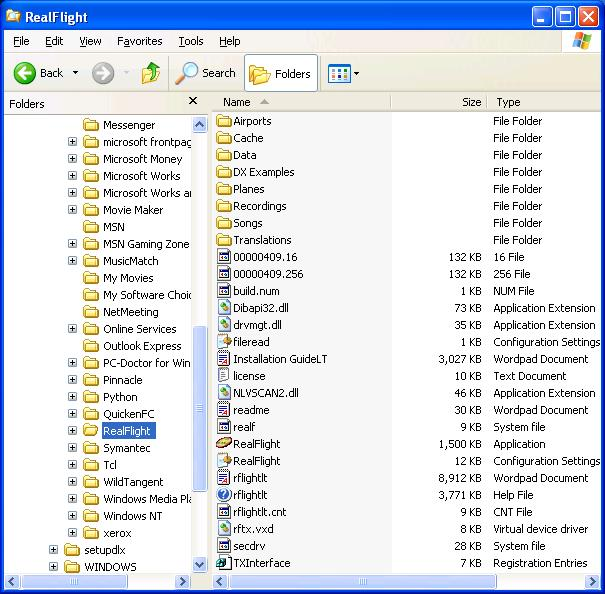 RealFlight
File Edit View Favorites Tools Help
Back Search Folders
Folders
Messenger
microsoft frontpag
Microsoft Money
Microsoft Works
Microsoft Works a
Movie Maker
MSN
MSN Gaming Zone
MusicMatch
My Movies
My Software Choic
NetMeeting
Online Services
Outlook Express
PC-Doctor for Win
Pinnacle
Python
QuickenFC
RealFlight
Symantec
Tcl
WildTangent
Windows Media Pla
Windows NT
xerox
setupdlx
WINDOWS
Name Size Type
Airports File Folder
Cache File Folder
Data File Folder
DX Examples File Folder
Planes File Folder
Recordings File Folder
Songs File Folder
Translations File Folder
00000409.16 132 KB 16 File
00000409.256 132 KB 256 File
build.num 1 KB NUM File
Dibapi32.dll 73 KB Application Extension
drvmgt.dll 35 KB Application Extension
fileread 1 KB Configuration Settings
Installation GuideLT 3,027 KB Wordpad Document
license 10 KB Text Document
NLVSCAN2.dll 46 KB Application Extension
readme 30 KB Wordpad Document
realf 9 KB System file
RealFlight 1,500 KB Application
RealFlight 12 KB Configuration Settings
rflightlt 8,912 KB Wordpad Document
rflightlt 3,771 KB Help File
rflightlt.cnt 9 KB CNT File
rftx.vxd 8 KB Virtual device driver
secdrv 28 KB System file
TXInterface 7 KB Registration Entries